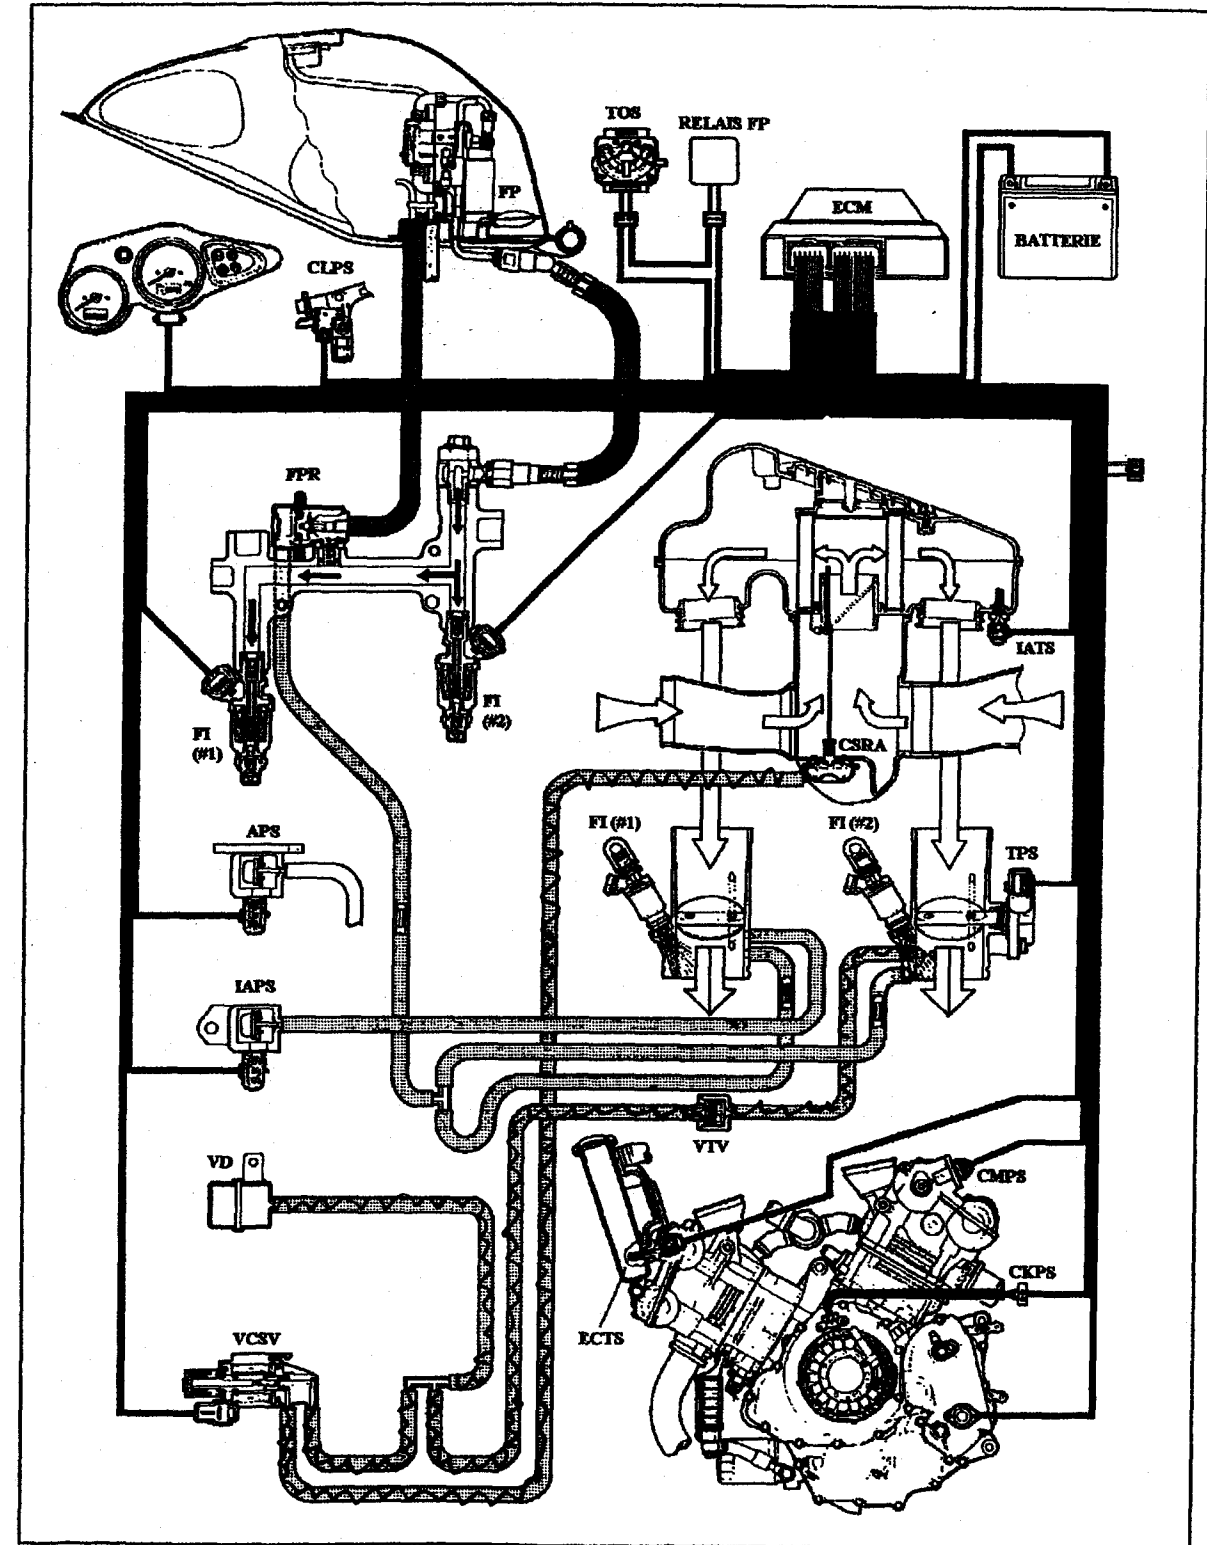 TOS
RELAIS FP
FP
ECM
BATTERIE
CLPS
FPR
IATS
FI
(#2)
FI
(#1)
CSRA
FI (#1)
FI (#2)
APS
TPS
IAPS
VTV
VD
CMPS
CKPS
ECTS
VCSV